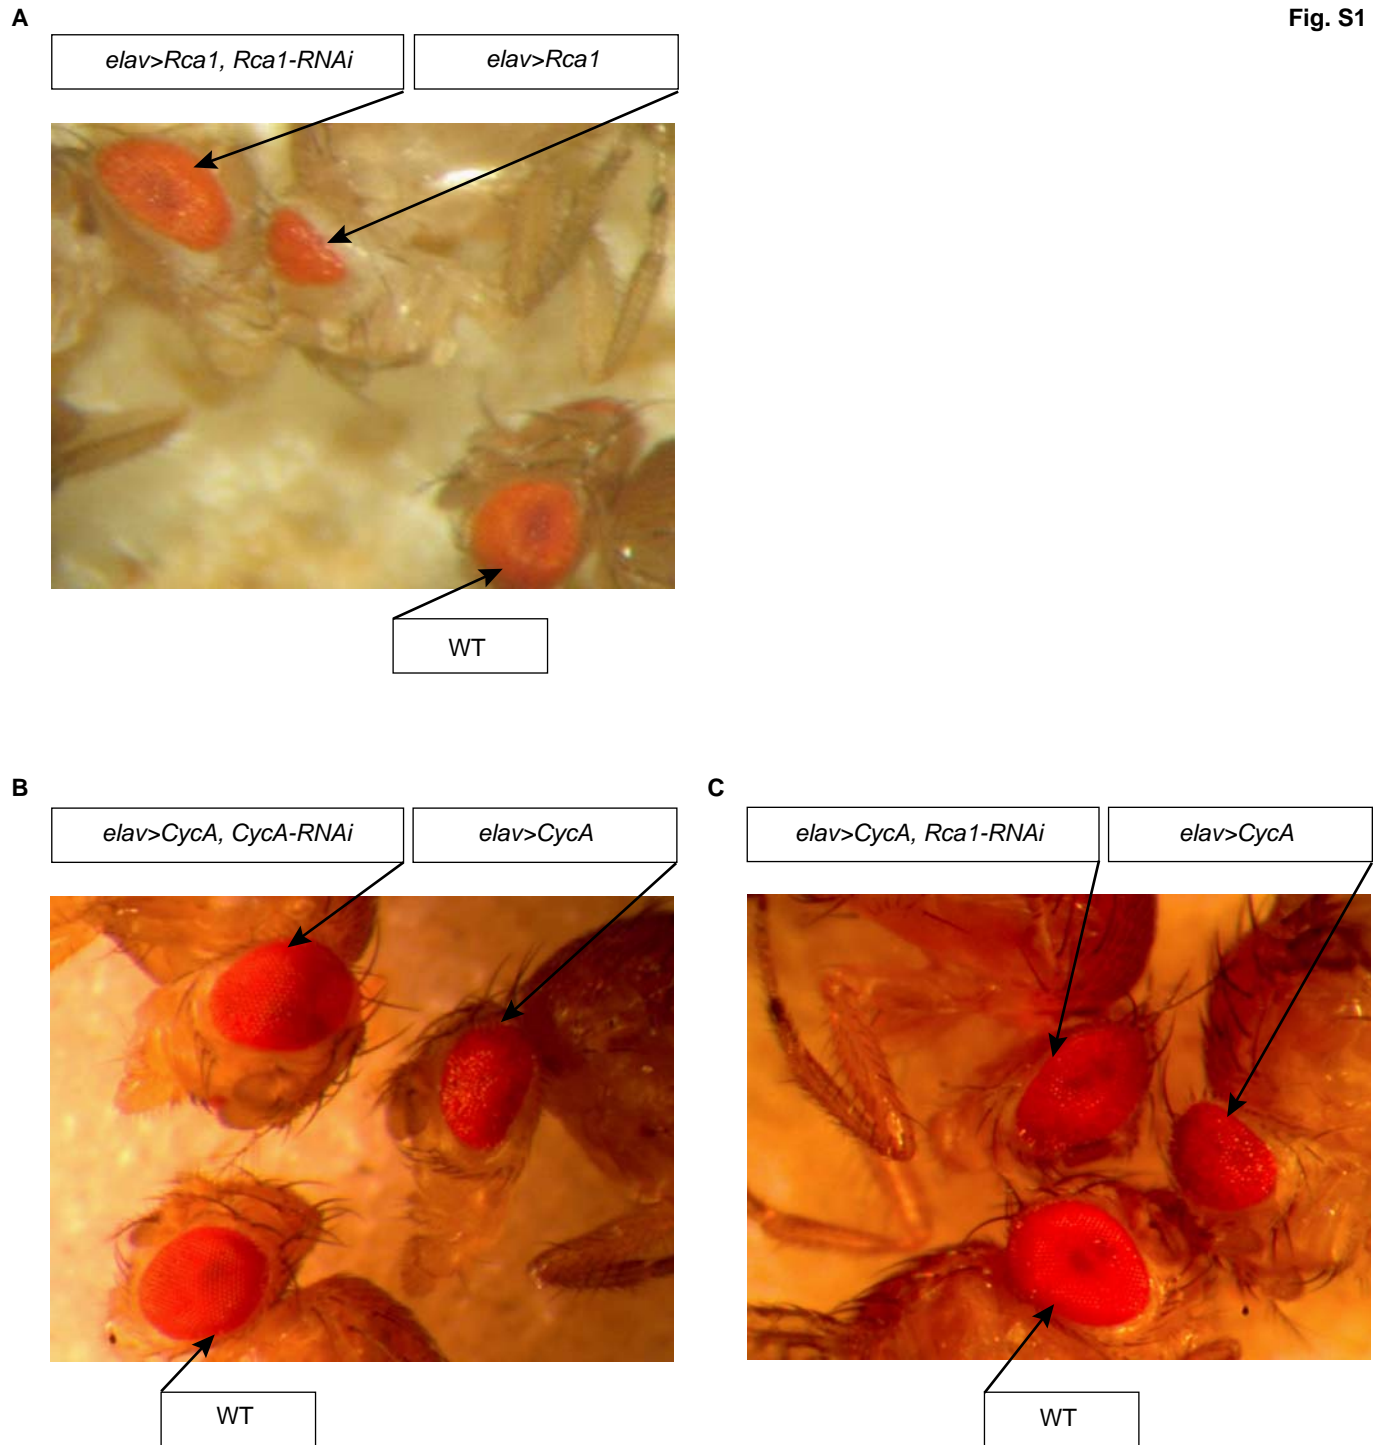 A
Fig. S1
elav>Rca1, Rca1-RNAi
elav>Rca1
WT
B
C
elav>CycA, CycA-RNAi
elav>CycA
elav>CycA, Rca1-RNAi
elav>CycA
WT
WT